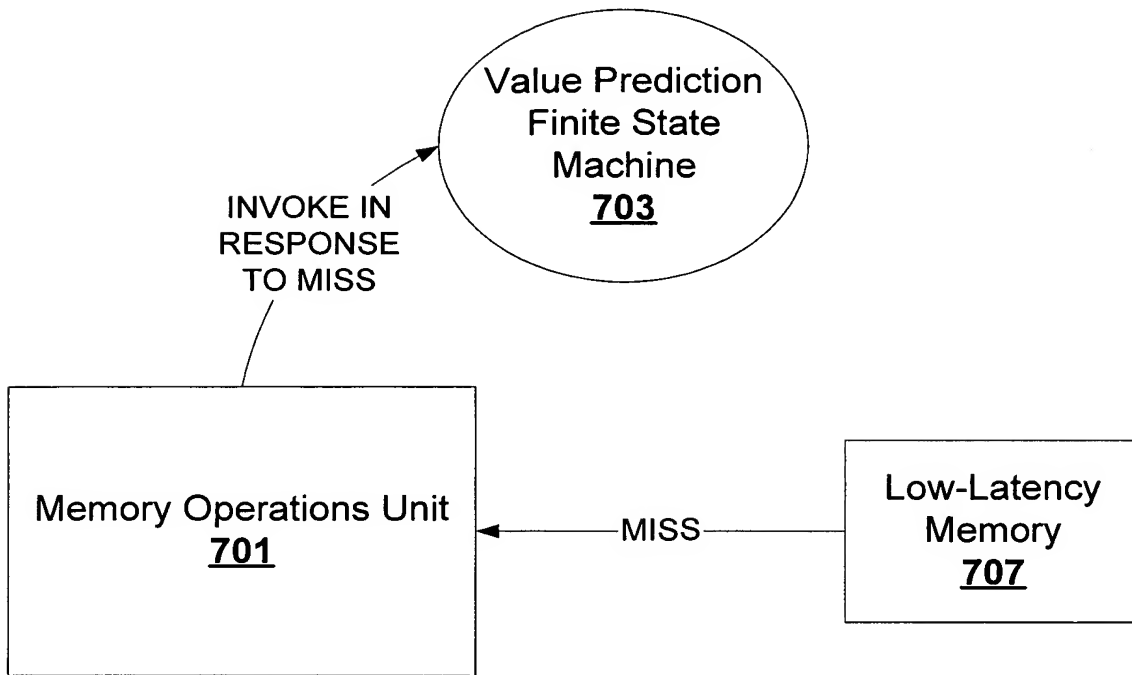 Value Prediction
Finite State
Machine
703
INVOKE IN
RESPONSE
TO MISS
Memory Operations Unit
701
MISS
Low-Latency
Memory
707